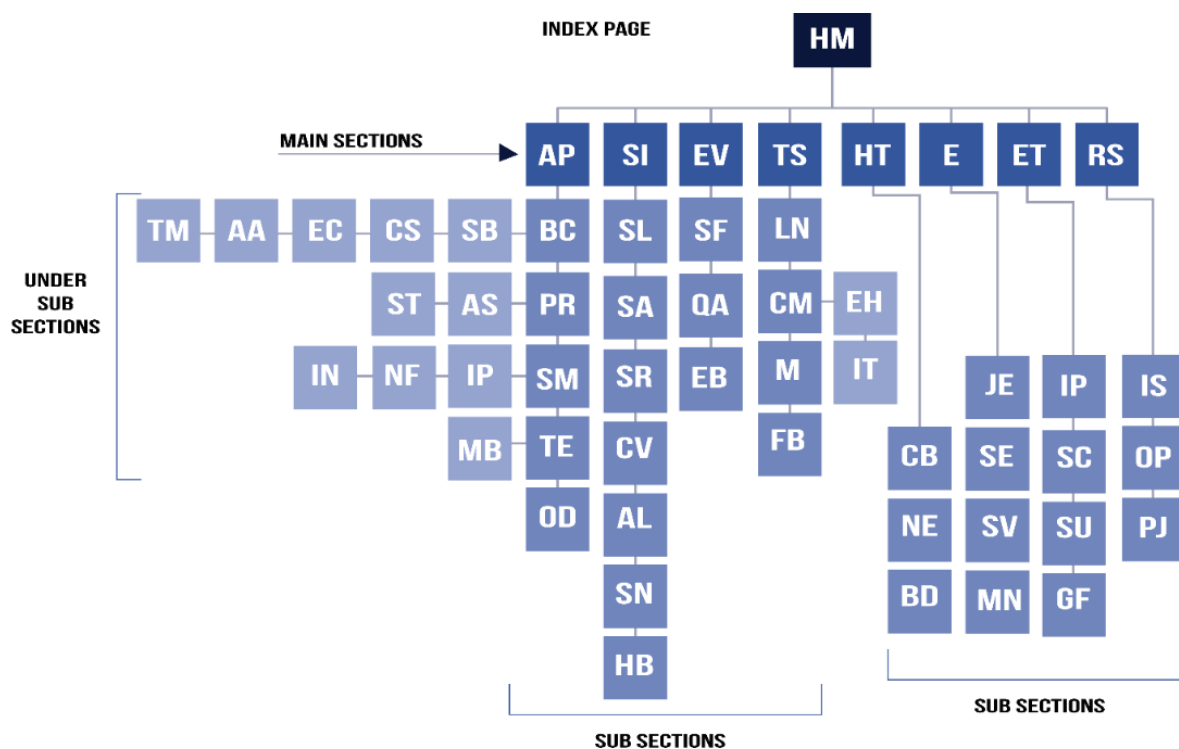 INDEX PAGE
HM
MAIN SECTIONS
AP SI EV TS HT E ET RS
TM AA EC CS SB BC SL SF LN
UNDER
SUB
SECTIONS
ST AS PR SA QA CM EH
IN NF IP SM SR EB M IT JE IP IS
MB TE CV FB CB SE SC OP
OD AL NE SV SU PJ
SN BD MN GF
HB
SUB SECTIONS
SUB SECTIONS